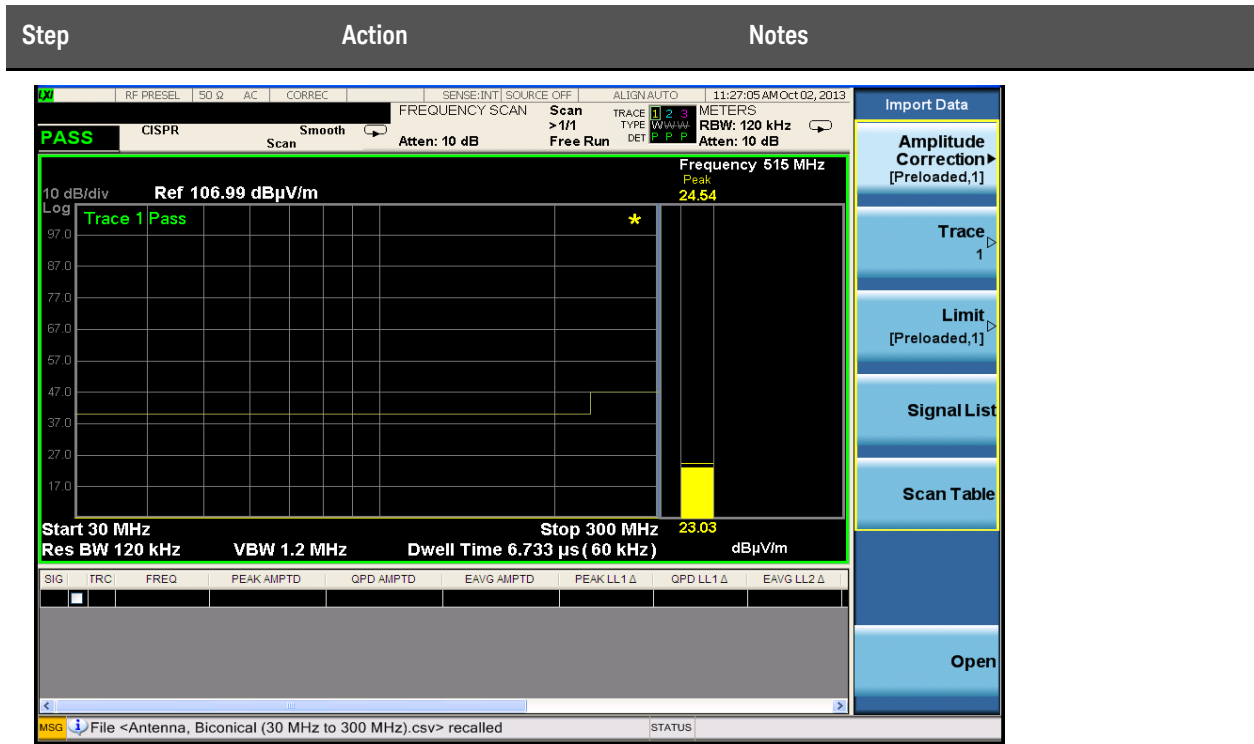 Step Action Notes
LXI RF PRESEL 50 Ω AC CORREC SENSE:INT SOURCE OFF ALIGN AUTO 11:27:05 AM Oct 02, 2013
FREQUENCY SCAN Scan TRACE 1 2 3 METERS
PASS CISPR Smooth >1/1 TYPE W W W RBW: 120 kHz
Scan Atten: 10 dB Free Run DET P P P Atten: 10 dB
Frequency 515 MHz
Peak
10 dB/div Ref 106.99 dBµV/m 24.54
Log
Trace 1 Pass *
97.0
87.0
77.0
67.0
57.0
47.0
37.0
27.0
17.0
Start 30 MHz Stop 300 MHz 23.03
Res BW 120 kHz VBW 1.2 MHz Dwell Time 6.733 µs ( 60 kHz ) dBµV/m
SIG TRC FREQ PEAK AMPTD QPD AMPTD EAVG AMPTD PEAK LL1 Δ QPD LL1 Δ EAVG LL2 Δ
MSG File <Antenna, Biconical (30 MHz to 300 MHz).csv> recalled STATUS
Import Data
Amplitude
Correction
[Preloaded,1]
Trace
1
Limit
[Preloaded,1]
Signal List
Scan Table
Open